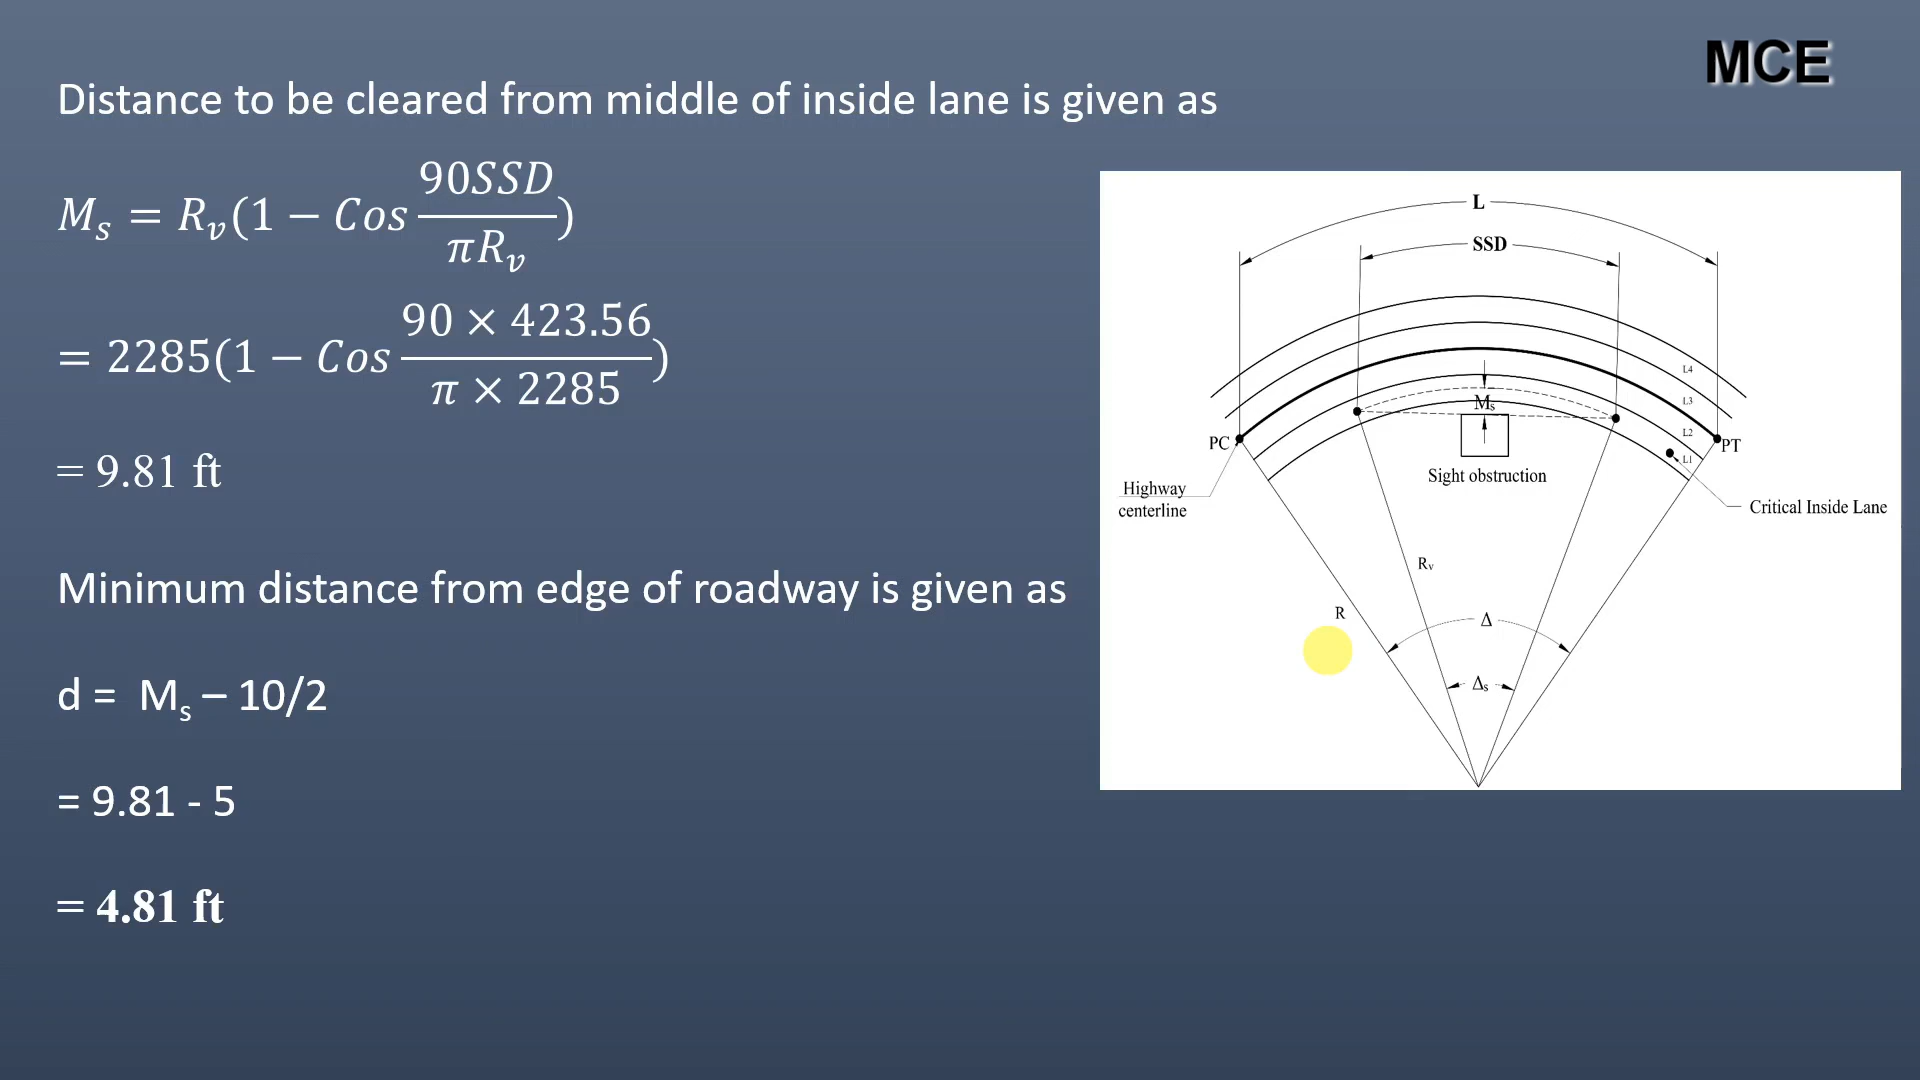 MCE
Distance to be cleared from middle of inside lane is given as
M_s = R_v(1 − Cos 90SSD/πR_v)
= 2285(1 − Cos 90 × 423.56/π × 2285)
= 9.81 ft
Minimum distance from edge of roadway is given as
d = M_s – 10/2
= 9.81 - 5
= 4.81 ft
L
SSD
L4
L3
M_s
L2
PC
PT
L1
Sight obstruction
Highway
centerline
Critical Inside Lane
R_v
R
Δ
Δ_s